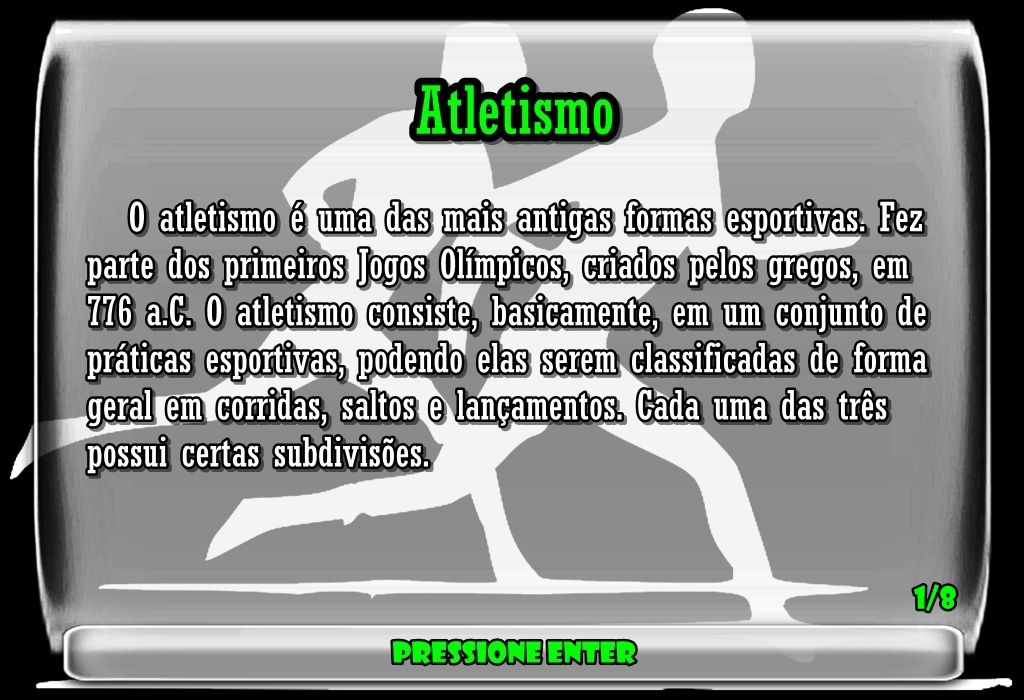 Atletismo
O atletismo é uma das mais antigas formas esportivas. Fez
parte dos primeiros Jogos Olímpicos, criados pelos gregos, em
776 a.C. O atletismo consiste, basicamente, em um conjunto de
práticas esportivas, podendo elas serem classificadas de forma
geral em corridas, saltos e lançamentos. Cada uma das três
possui certas subdivisões.
1/8
PRESSIONE ENTER